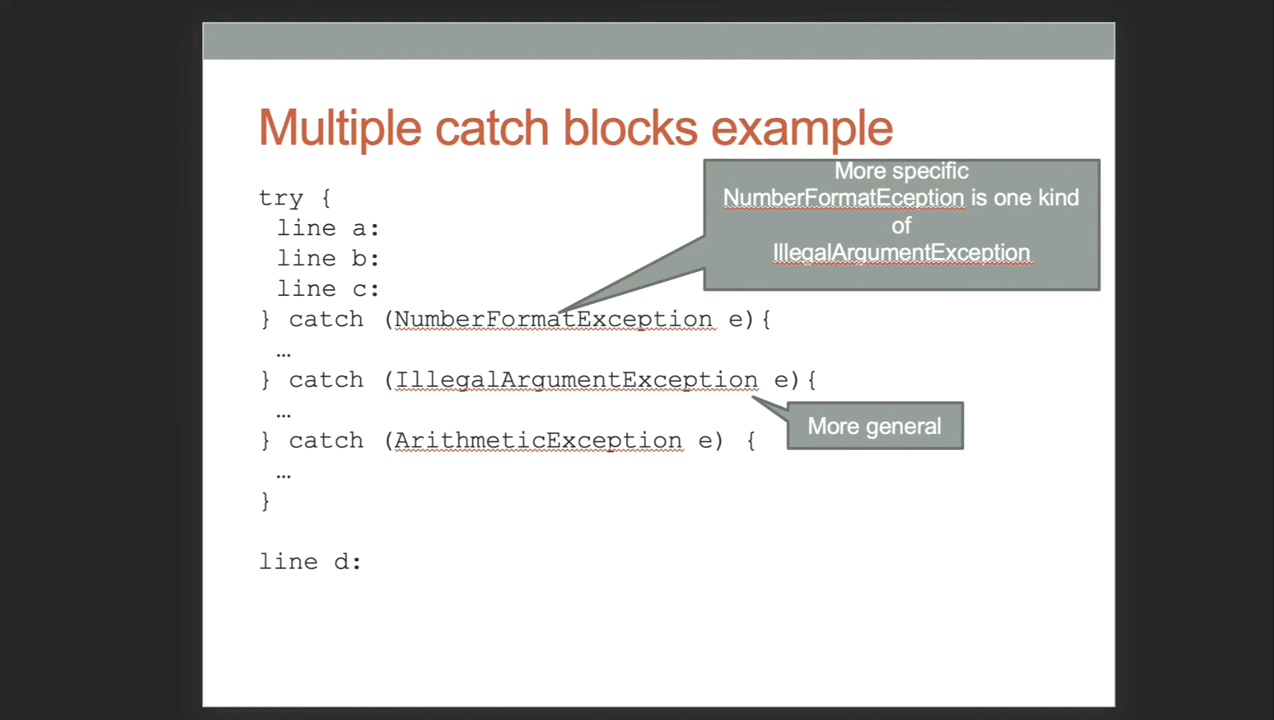 Multiple catch blocks example
More specific
NumberFormatEception is one kind
of
IllegalArgumentException
try {
line a:
line b:
line c:
} catch (NumberFormatException e){
…
} catch (IllegalArgumentException e){
…
More general
} catch (ArithmeticException e) {
…
}
line d: